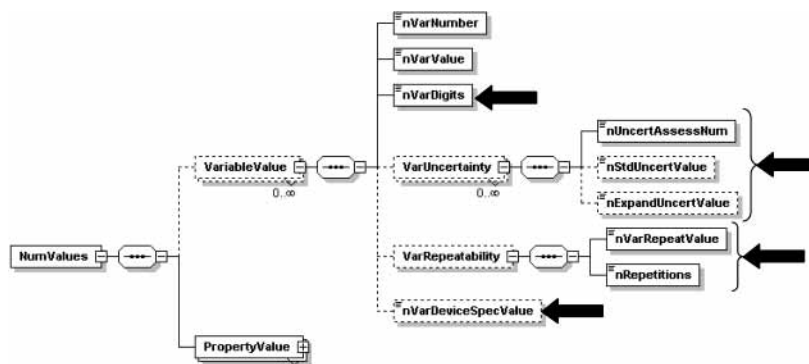 nVarNumber
nVarValue
nVarDigits
nUncertAssessNum
VariableValue
VarUncertainty
nStdUncertValue
0..∞
0..∞
nExpandUncertValue
nVarRepeatValue
NumValues
VarRepeatability
nRepetitions
nVarDeviceSpecValue
PropertyValue